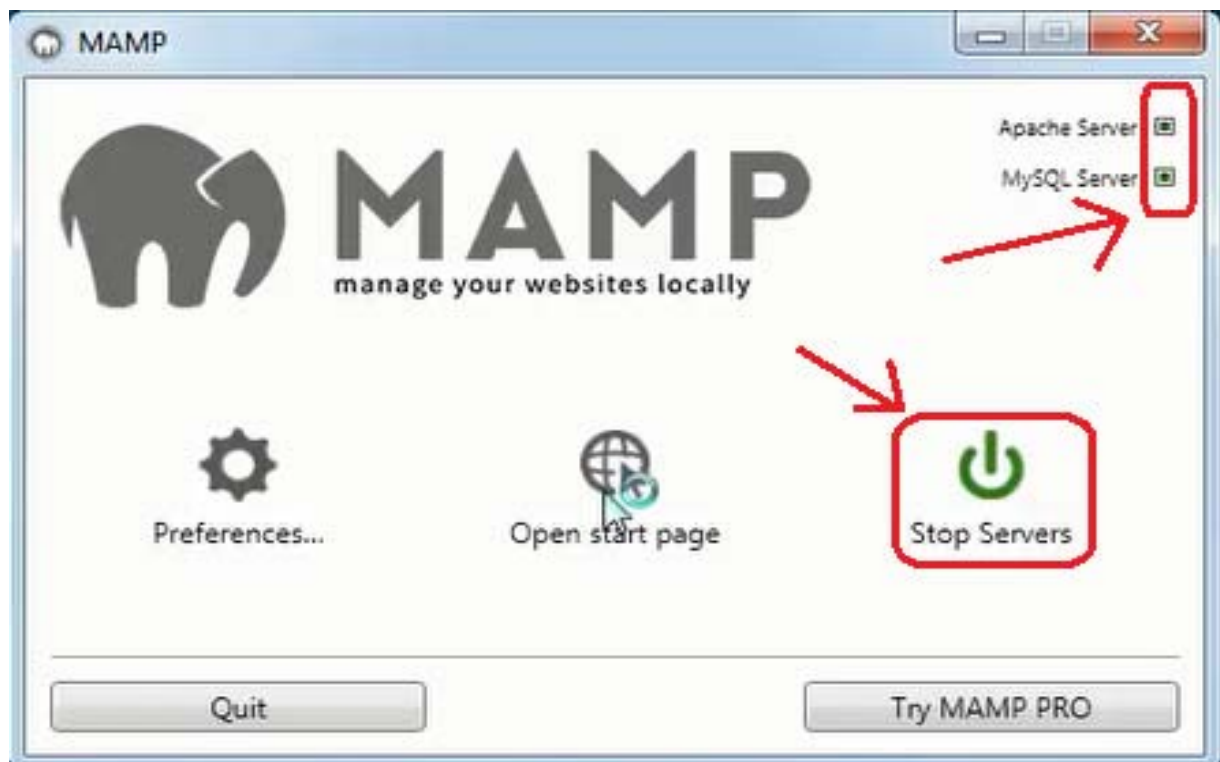 MAMP
Apache Server
MySQL Server
MAMP
manage your websites locally
Preferences...
Open start page
Stop Servers
Quit
Try MAMP PRO